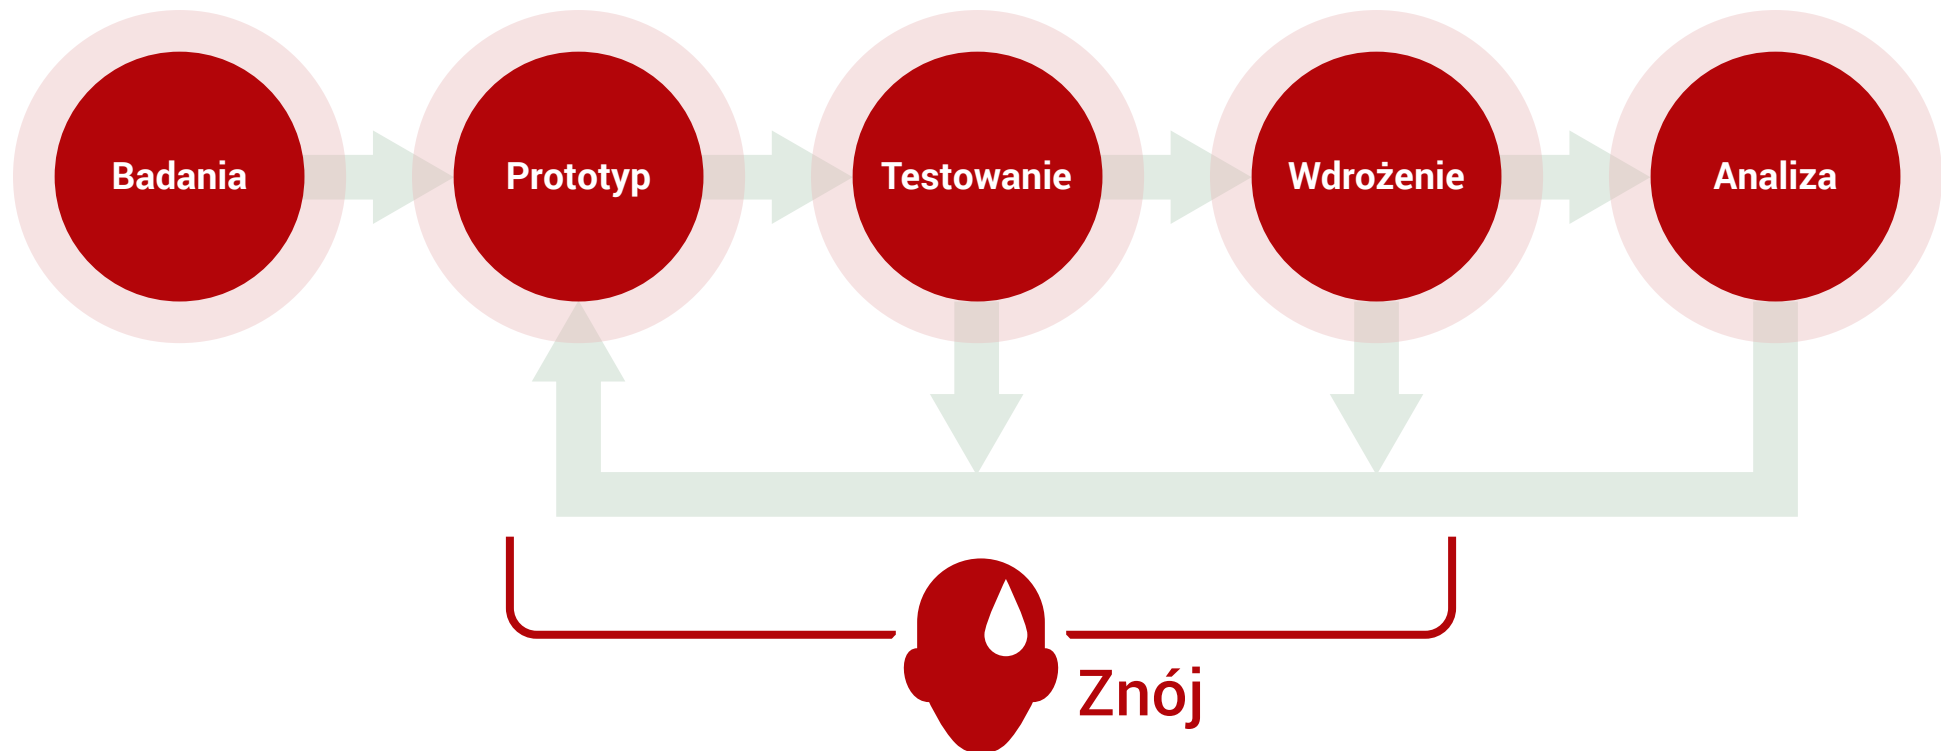 Badania
Prototyp
Testowanie
Wdrożenie
Analiza
Znój